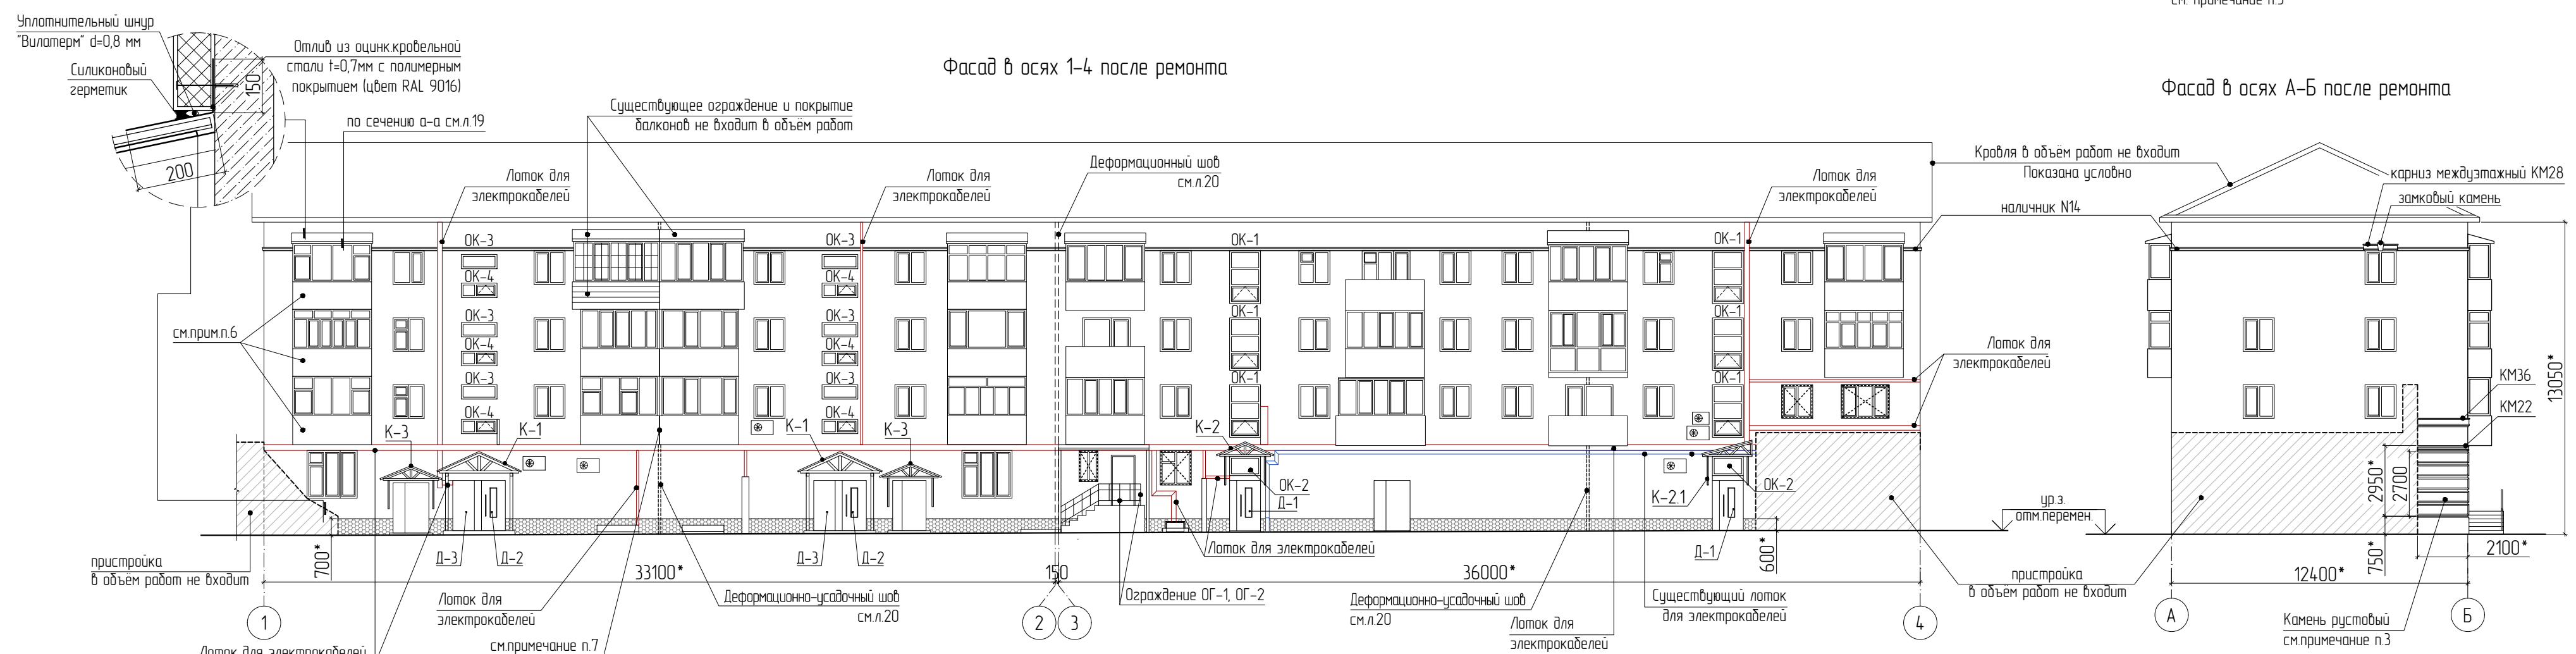 см. примечание п.3
Уплотнительный шнур
"Вилатерм" d=0,8 мм
Силиконовый
герметик
Отлив из оцинк.кровельной
стали t=0,7мм с полимерным
покрытием (цвет RAL 9016)
150
200
по сечению а-а см.л.19
Фасад в осях 1-4 после ремонта
Фасад в осях А-Б после ремонта
Существующее ограждение и покрытие
балконов не входит в объём работ
Лоток для
электрокабелей
Лоток для
электрокабелей
Деформационный шов
см.л.20
Лоток для
электрокабелей
Кровля в объём работ не входит
Показана условно
карниз междуэтажный КМ28
замковый камень
наличник N14
ОК-3
ОК-3
ОК-1
ОК-1
ОК-4
ОК-4
ОК-3
ОК-3
ОК-1
ОК-1
ОК-4
ОК-4
ОК-3
ОК-3
ОК-1
ОК-1
ОК-4
ОК-4
см.прим.п.6
Лоток для
электрокабелей
КМ36
КМ22
13050*
2950*
2700
750*
2100*
12400*
К-3
К-1
К-1
К-3
К-2
ОК-2
Д-1
К-2.1
ОК-2
Д-1
ур.з.
отм.перемен.
пристройка
в объём работ не входит
700*
Д-3
Д-2
Д-3
Д-2
Лоток для электрокабелей
600*
33100*
150
36000*
пристройка
в объём работ не входит
Лоток для
электрокабелей
Деформационно-усадочный шов
см.л.20
Ограждение ОГ-1, ОГ-2
Деформационно-усадочный шов
см.л.20
Существующий лоток
для электрокабелей
Лоток для
электрокабелей
Камень рустовый
см.примечание п.3
1
2
3
4
А
Б
Лоток для электрокабелей
см.примечание п.7